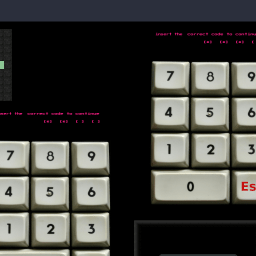 insert the correct code to continue
[X] [X] [X] [
7 8 9
4 5 6
1 2 3
0 Es
insert the correct code to continue
[X] [X] [ ] [ ]
7 8 9
4 5 6
1 2 3